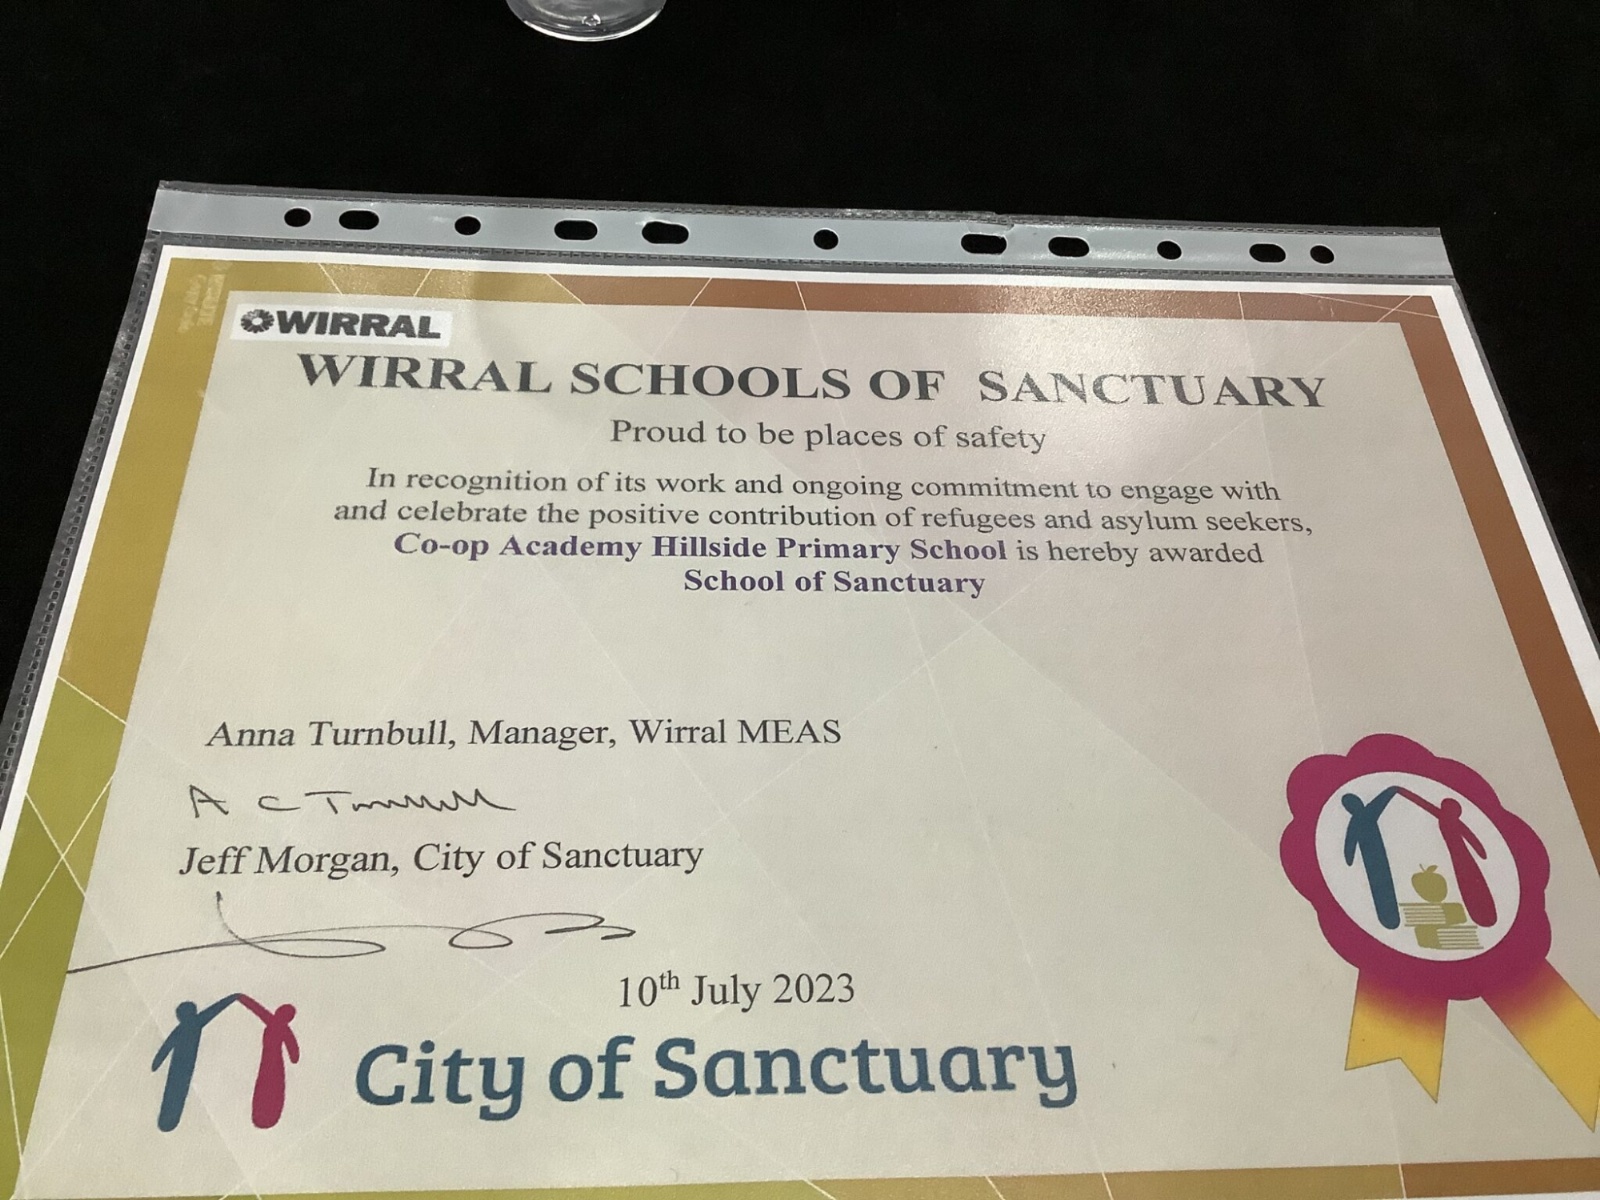 WIRRAL
WIRRAL SCHOOLS OF SANCTUARY
Proud to be places of safety
In recognition of its work and ongoing commitment to engage with
and celebrate the positive contribution of refugees and asylum seekers,
Co-op Academy Hillside Primary School is hereby awarded
School of Sanctuary
Anna Turnbull, Manager, Wirral MEAS
A C Turnbull
Jeff Morgan, City of Sanctuary
10th July 2023
City of Sanctuary